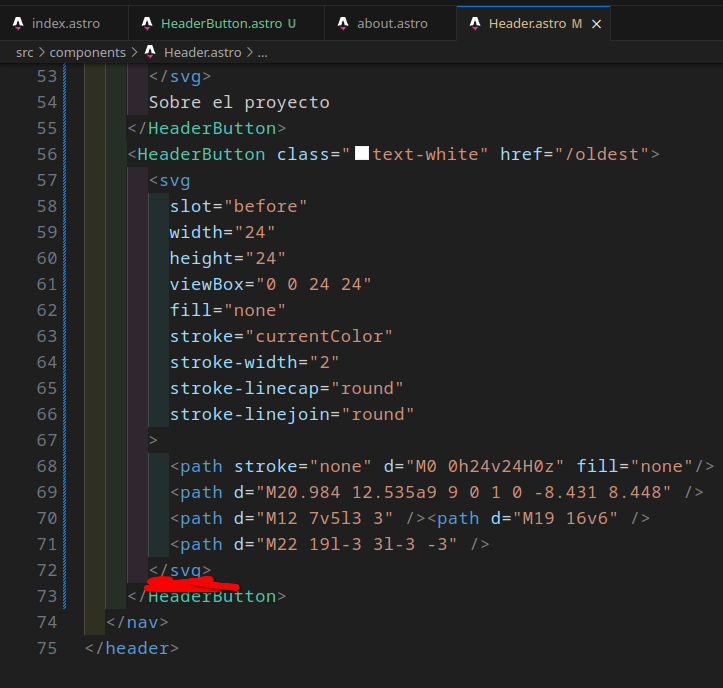 index.astro HeaderButton.astro U about.astro Header.astro M ×
src > components > Header.astro > ...
53 </svg>
54 Sobre el proyecto
55 </HeaderButton>
56 <HeaderButton class="text-white" href="/oldest">
57 <svg
58 slot="before"
59 width="24"
60 height="24"
61 viewBox="0 0 24 24"
62 fill="none"
63 stroke="currentColor"
64 stroke-width="2"
65 stroke-linecap="round"
66 stroke-linejoin="round"
67 >
68 <path stroke="none" d="M0 0h24v24H0z" fill="none"/>
69 <path d="M20.984 12.535a9 9 0 1 0 -8.431 8.448" />
70 <path d="M12 7v5l3 3" /><path d="M19 16v6" />
71 <path d="M22 19l-3 3l-3 -3" />
72 </svg>
73 </HeaderButton>
74 </nav>
75 </header>